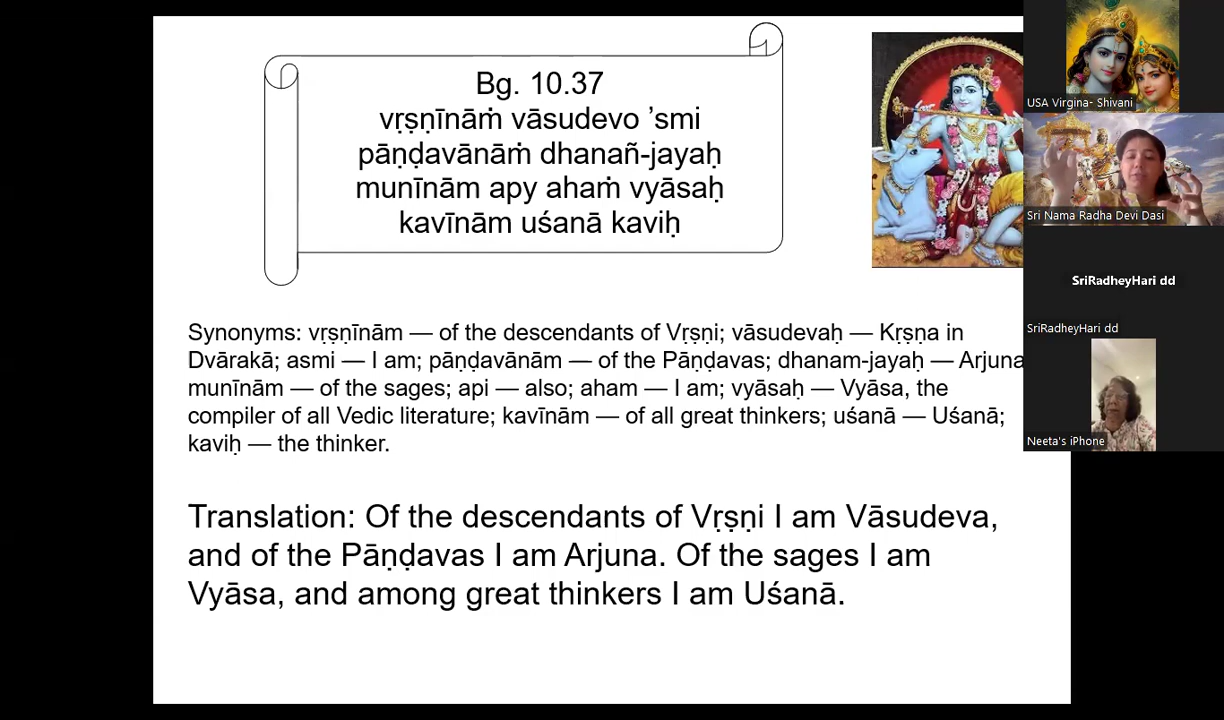 Bg. 10.37
vṛṣṇīnāṁ vāsudevo ’smi
pāṇḍavānāṁ dhanañ-jayaḥ
munīnām apy ahaṁ vyāsaḥ
kavīnām uśanā kaviḥ
Synonyms: vṛṣṇīnām — of the descendants of Vṛṣṇi; vāsudevaḥ — Kṛṣṇa in
Dvārakā; asmi — I am; pāṇḍavānām — of the Pāṇḍavas; dhanam-jayaḥ — Arjuna
munīnām — of the sages; api — also; aham — I am; vyāsaḥ — Vyāsa, the
compiler of all Vedic literature; kavīnām — of all great thinkers; uśanā — Uśanā;
kaviḥ — the thinker.
Translation: Of the descendants of Vṛṣṇi I am Vāsudeva,
and of the Pāṇḍavas I am Arjuna. Of the sages I am
Vyāsa, and among great thinkers I am Uśanā.
USA Virgina- Shivani
Sri Nama Radha Devi Dasi
SriRadheyHari dd
SriRadheyHari dd
Neeta's iPhone